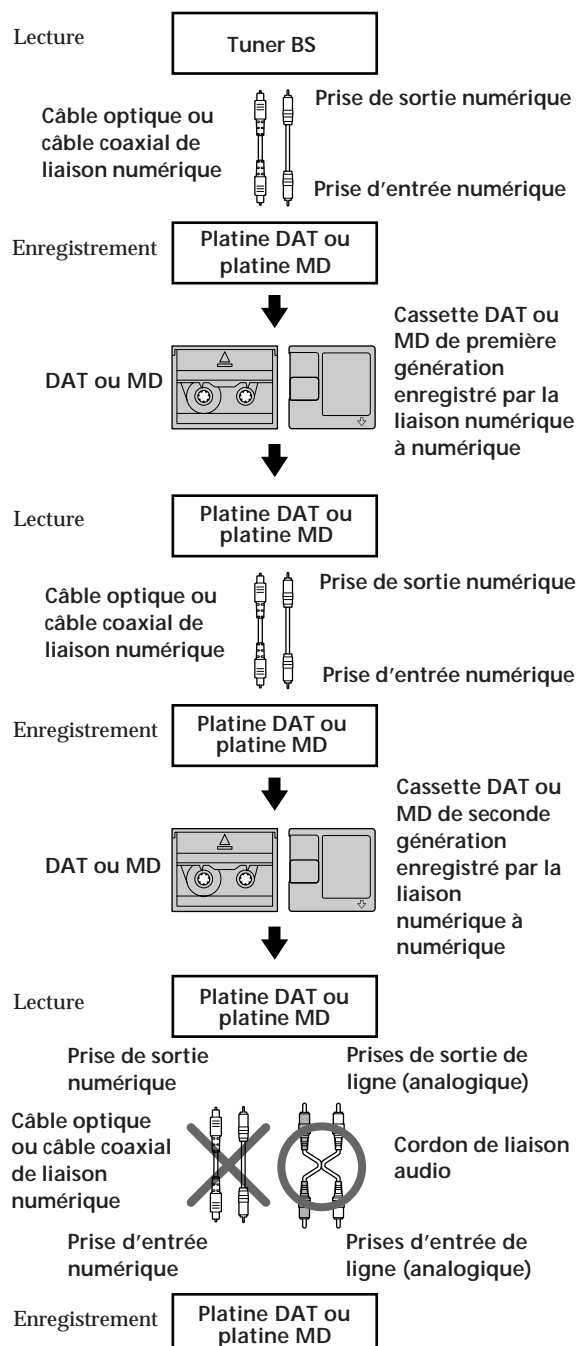 Lecture
Tuner BS
Câble optique ou
câble coaxial de
liaison numérique
Prise de sortie numérique
Prise d'entrée numérique
Enregistrement
Platine DAT ou
platine MD
DAT ou MD
Cassette DAT ou
MD de première
génération
enregistré par la
liaison numérique
à numérique
Lecture
Platine DAT ou
platine MD
Câble optique ou
câble coaxial de
liaison numérique
Prise de sortie numérique
Prise d'entrée numérique
Enregistrement
Platine DAT ou
platine MD
DAT ou MD
Cassette DAT ou
MD de seconde
génération
enregistré par la
liaison
numérique à
numérique
Lecture
Platine DAT ou
platine MD
Prise de sortie
numérique
Prises de sortie de
ligne (analogique)
Câble optique
ou câble coaxial
de liaison
numérique
Cordon de liaison
audio
Prise d'entrée
numérique
Prises d'entrée de
ligne (analogique)
Enregistrement
Platine DAT ou
platine MD